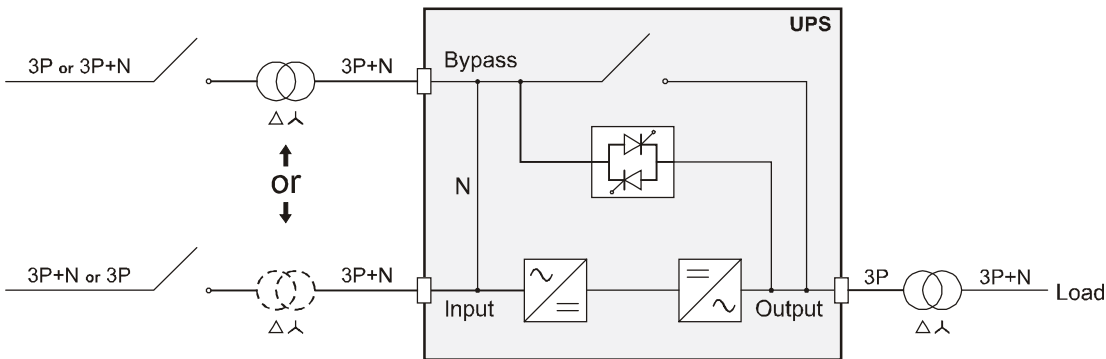 UPS
3P or 3P+N
3P+N
Bypass
or
N
3P+N or 3P
3P+N
Input
Output
3P
3P+N
Load